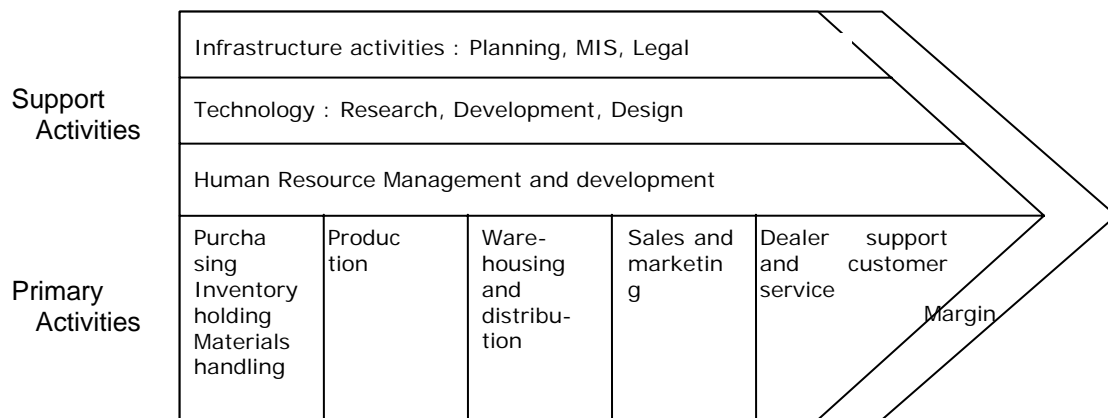 Infrastructure activities : Planning, MIS, Legal
Support
Activities
Technology : Research, Development, Design
Human Resource Management and development
Primary
Activities
Purcha
sing
Inventory
holding
Materials
handling
Produc
tion
Ware-
housing
and
distribu-
tion
Sales and
marketin
g
Dealer support
and customer
service
Margin